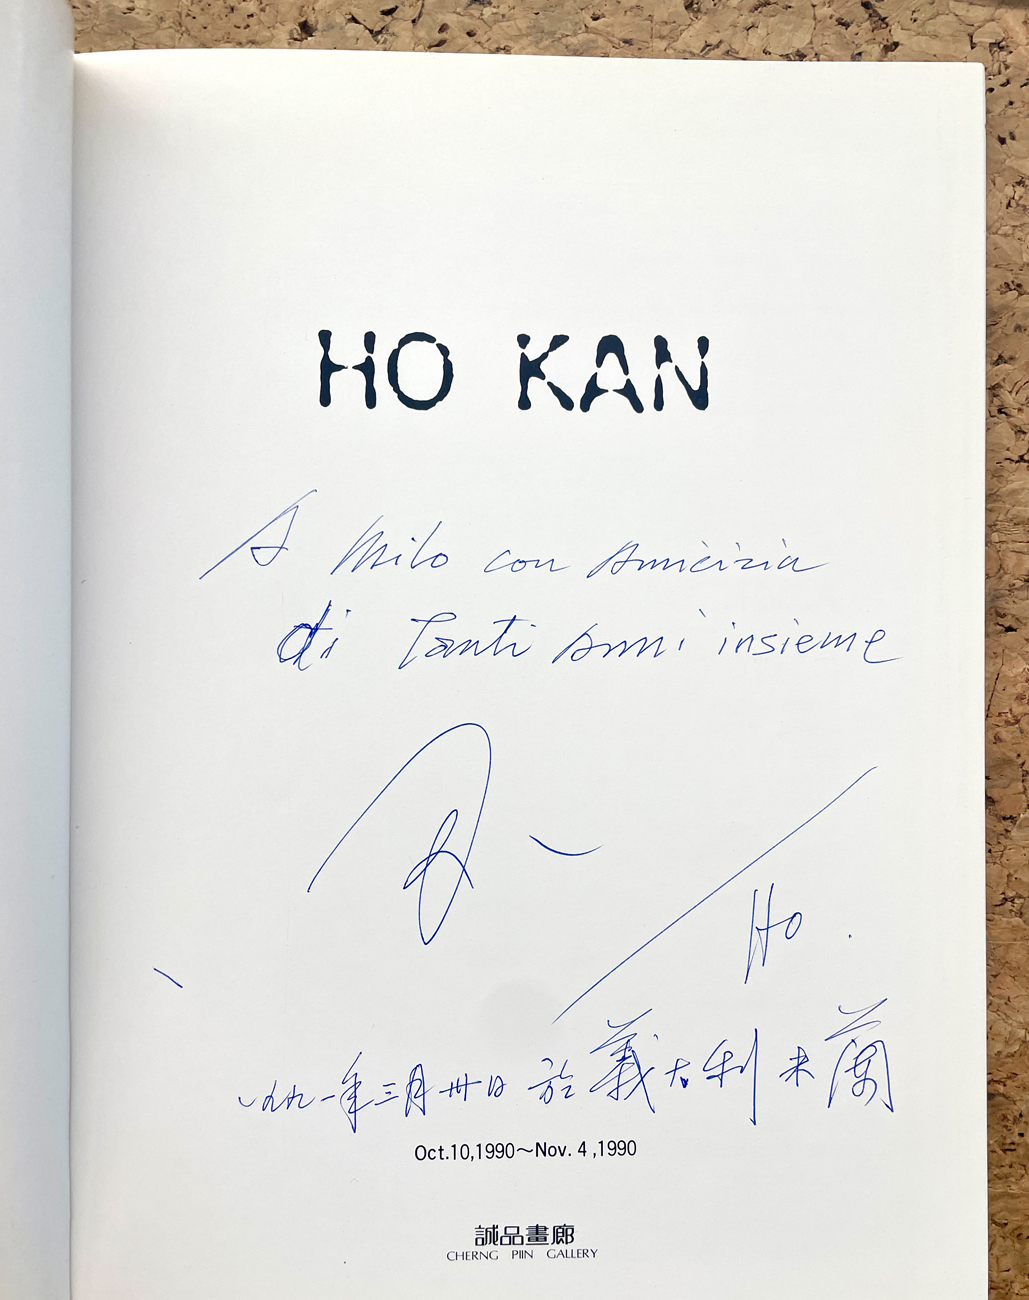 HO KAN
A Milo con Amicizia
di Tanti Anni insieme
Ho
一九九一年三月卅日於義大利米蘭
Oct.10,1990～Nov. 4 ,1990
誠品畫廊
CHERNG PIIN GALLERY